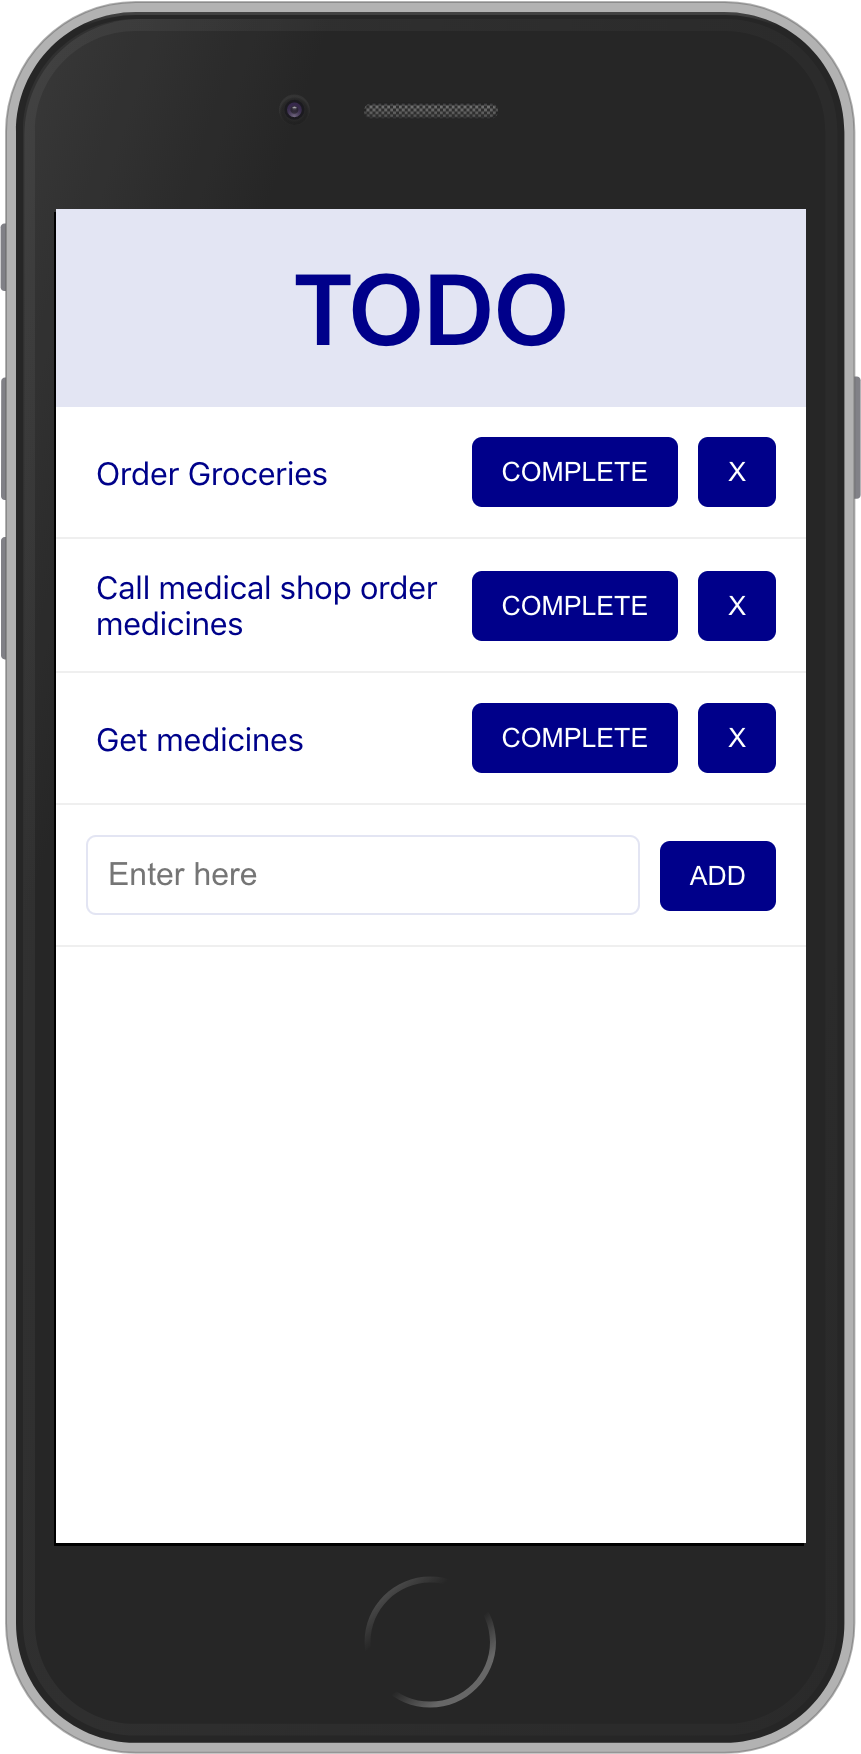 TODO
Order Groceries COMPLETE X
Call medical shop order
medicines COMPLETE X
Get medicines COMPLETE X
Enter here ADD